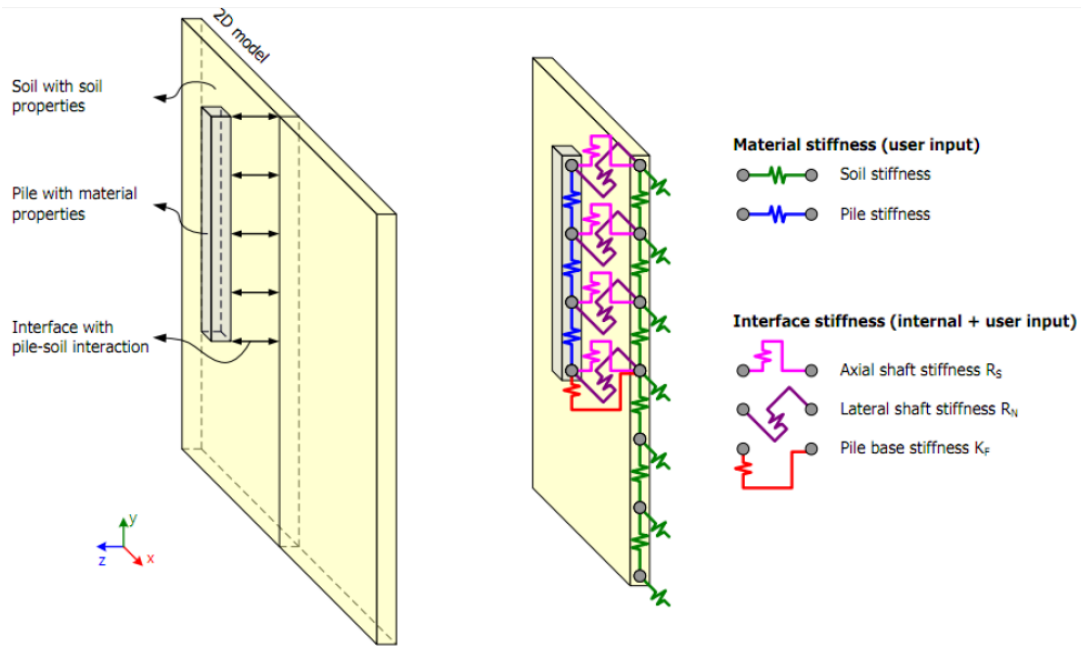 2D model
Soil with soil
properties
Pile with material
properties
Interface with
pile-soil interaction
y
z
x
Material stiffness (user input)
Soil stiffness
Pile stiffness
Interface stiffness (internal + user input)
Axial shaft stiffness RS
Lateral shaft stiffness RN
Pile base stiffness KF